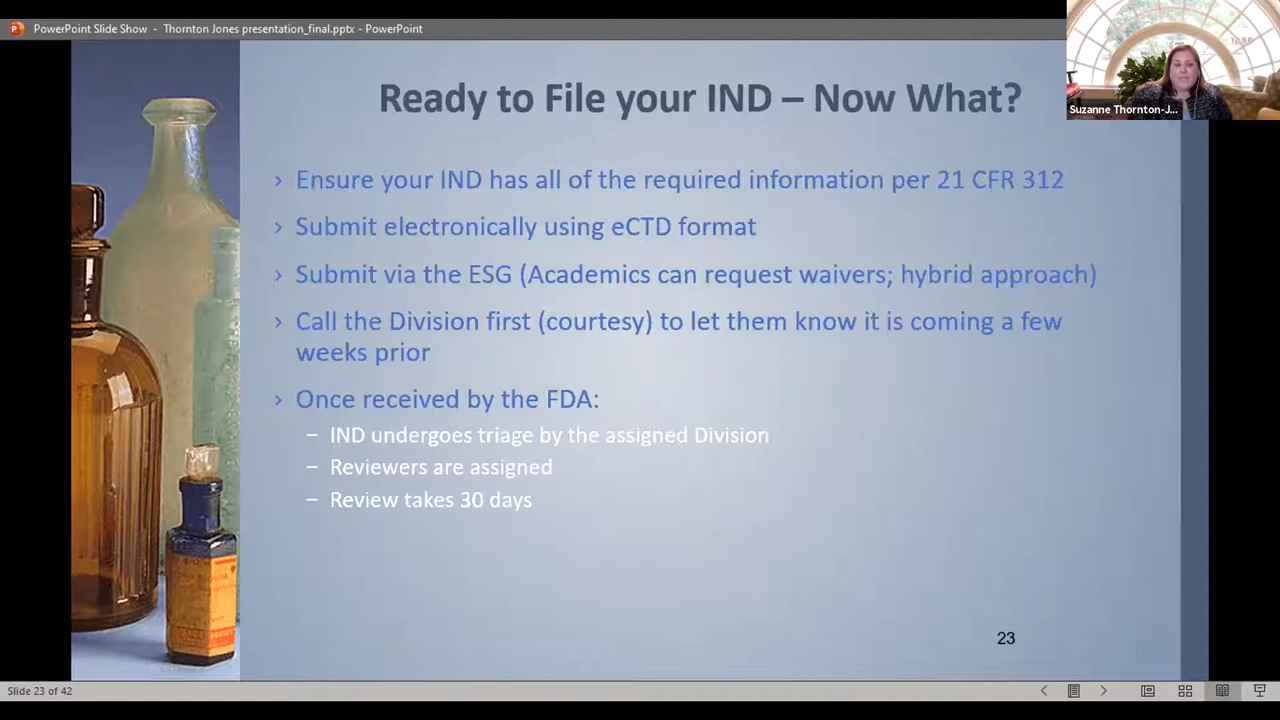 PowerPoint Slide Show - Thornton Jones presentation_final.pptx - PowerPoint
Suzanne Thornton-J...
Ready to File your IND – Now What?
› Ensure your IND has all of the required information per 21 CFR 312
› Submit electronically using eCTD format
› Submit via the ESG (Academics can request waivers; hybrid approach)
› Call the Division first (courtesy) to let them know it is coming a few
weeks prior
› Once received by the FDA:
– IND undergoes triage by the assigned Division
– Reviewers are assigned
– Review takes 30 days
23
Slide 23 of 42